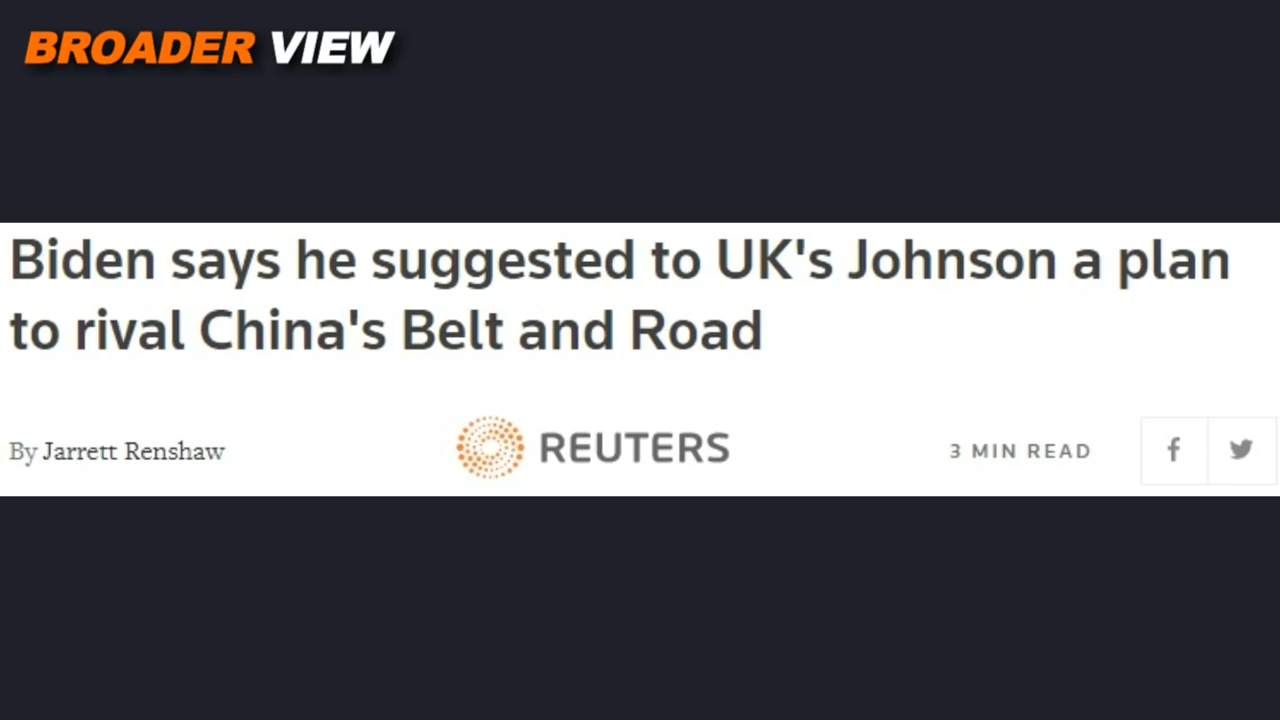 BROADER VIEW
Biden says he suggested to UK's Johnson a plan
to rival China's Belt and Road
By Jarrett Renshaw
REUTERS
3 MIN READ